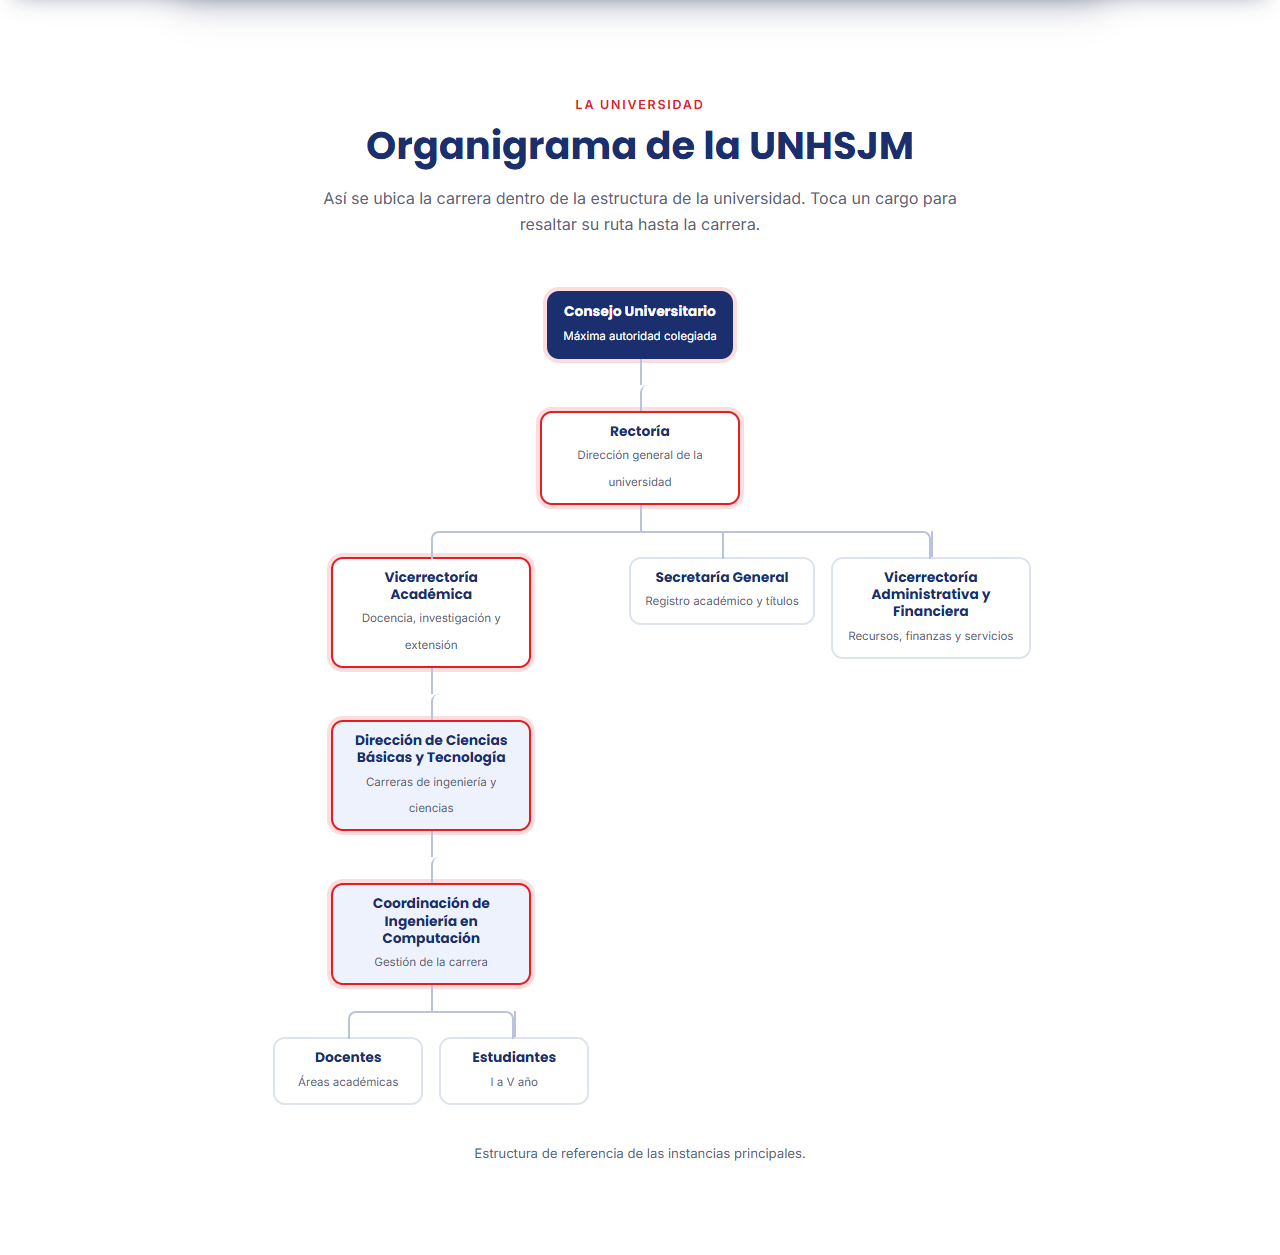 LA UNIVERSIDAD
Organigrama de la UNHSJM
Así se ubica la carrera dentro de la estructura de la universidad. Toca un cargo para
resaltar su ruta hasta la carrera.
Consejo Universitario
Máxima autoridad colegiada
Rectoría
Dirección general de la
universidad
Vicerrectoría
Académica
Docencia, investigación y
extensión
Secretaría General
Registro académico y títulos
Vicerrectoría
Administrativa y
Financiera
Recursos, finanzas y servicios
Dirección de Ciencias
Básicas y Tecnología
Carreras de ingeniería y
ciencias
Coordinación de
Ingeniería en
Computación
Gestión de la carrera
Docentes
Áreas académicas
Estudiantes
I a V año
Estructura de referencia de las instancias principales.